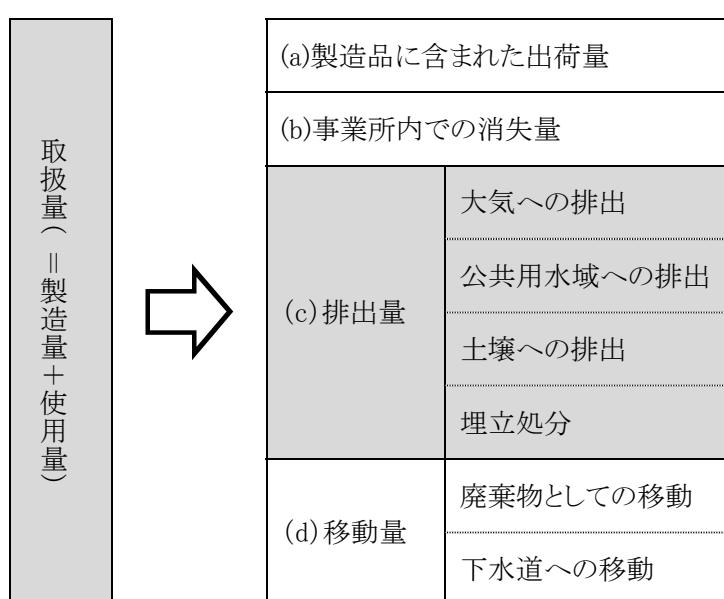 取扱量(=製造量+使用量)
(a)製造品に含まれた出荷量
(b)事業所内での消失量
(c)排出量
大気への排出
公共用水域への排出
土壌への排出
埋立処分
(d)移動量
廃棄物としての移動
下水道への移動